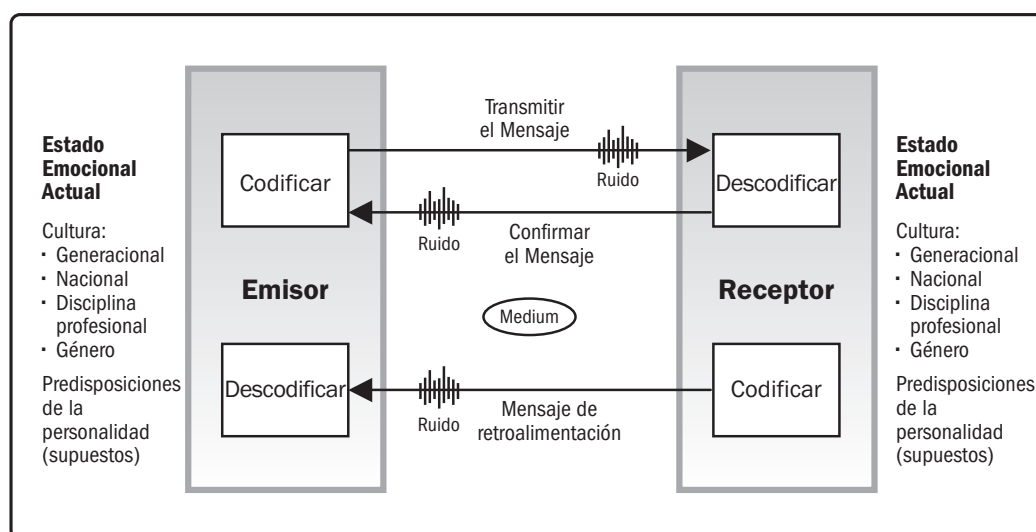 Estado
Emocional
Actual
Cultura:
· Generacional
· Nacional
· Disciplina
profesional
· Género
Predisposiciones
de la
personalidad
(supuestos)
Codificar
Emisor
Descodificar
Transmitir
el Mensaje
Ruido
Ruido
Confirmar
el Mensaje
Medium
Ruido
Mensaje de
retroalimentación
Descodificar
Receptor
Codificar
Estado
Emocional
Actual
Cultura:
· Generacional
· Nacional
· Disciplina
profesional
· Género
Predisposiciones
de la
personalidad
(supuestos)